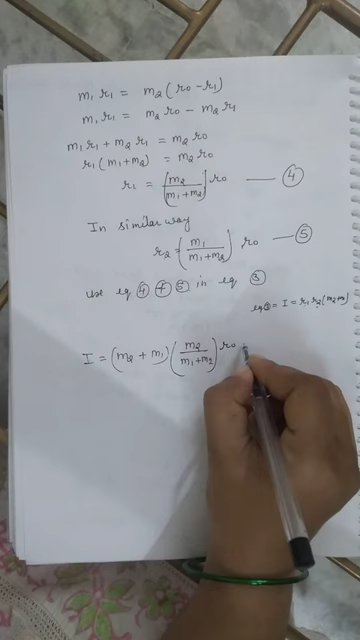 m1 r1 = m2 (r0 - r1)
m1 r1 = m2 r0 - m2 r1
m1 r1 + m2 r1 = m2 r0
r1 (m1 + m2) = m2 r0
r1 = [m2 / (m1 + m2)] r0 — ④
In similar way
r2 = (m1 / (m1 + m2)) r0 — ⑤
use eq ④ & ⑤ in eq ③
eq③ = I = r1 r2 (m2 + m1)
I = (m2 + m1) (m2 / (m1 + m2)) r0